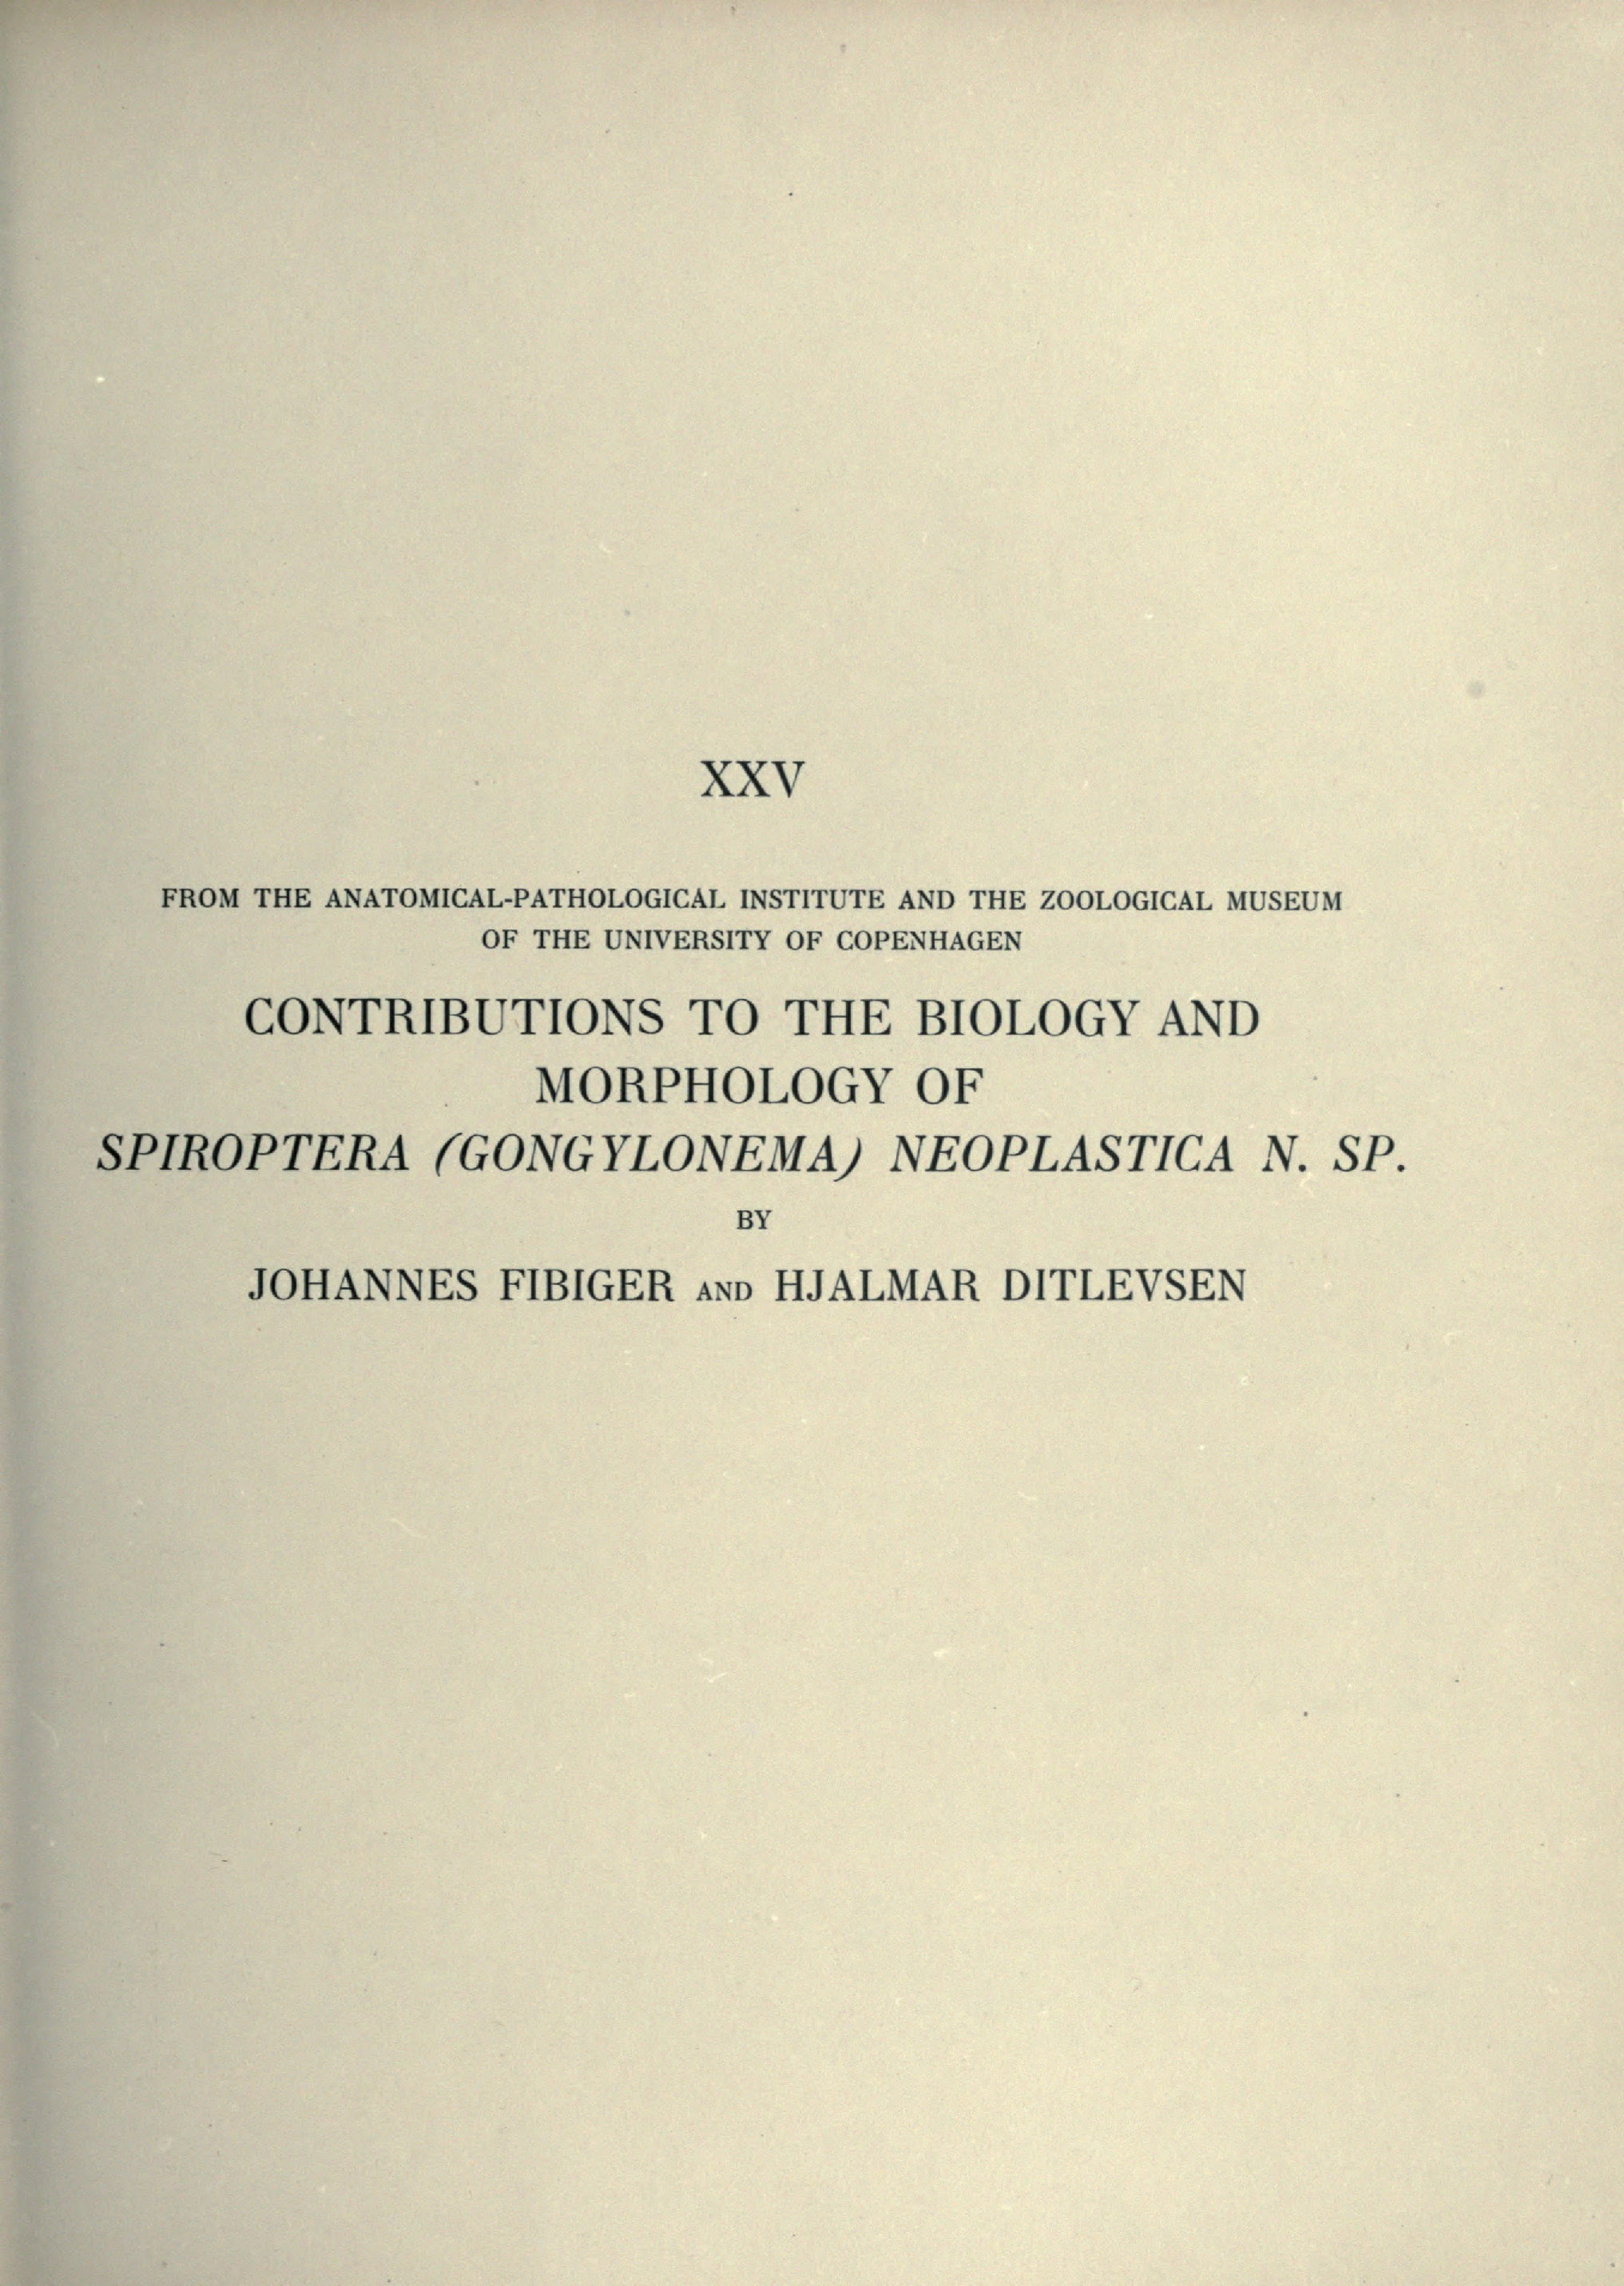 XXV
FROM THE ANATOMICAL-PATHOLOGICAL INSTITUTE AND THE ZOOLOGICAL MUSEUM
OF THE UNIVERSITY OF COPENHAGEN
CONTRIBUTIONS TO THE BIOLOGY AND
MORPHOLOGY OF
SPIROPTERA (GONGYLONEMA) NEOPLASTICA N. SP.
BY
JOHANNES FIBIGER AND HJALMAR DITLEVSEN